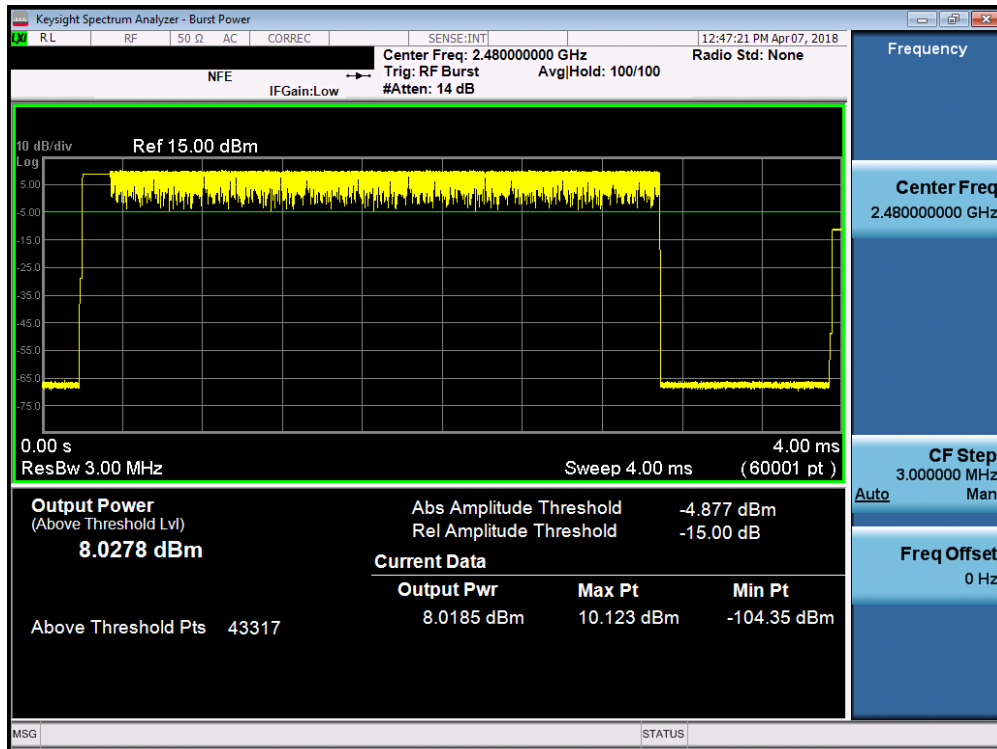 Keysight Spectrum Analyzer - Burst Power
LXI RL RF 50 Ω AC CORREC SENSE:INT 12:47:21 PM Apr 07, 2018
Center Freq: 2.480000000 GHz Radio Std: None
NFE Trig: RF Burst Avg|Hold: 100/100
IFGain:Low #Atten: 14 dB
10 dB/div Ref 15.00 dBm
Log
5.00
-5.00
-15.0
-25.0
-35.0
-45.0
-55.0
-65.0
-75.0
0.00 s 4.00 ms
ResBw 3.00 MHz Sweep 4.00 ms (60001 pt)
Output Power
(Above Threshold Lvl)
8.0278 dBm
Above Threshold Pts 43317
Abs Amplitude Threshold -4.877 dBm
Rel Amplitude Threshold -15.00 dB
Current Data
Output Pwr Max Pt Min Pt
8.0185 dBm 10.123 dBm -104.35 dBm
Frequency
Center Freq
2.480000000 GHz
CF Step
3.000000 MHz
Auto Man
Freq Offset
0 Hz
MSG STATUS